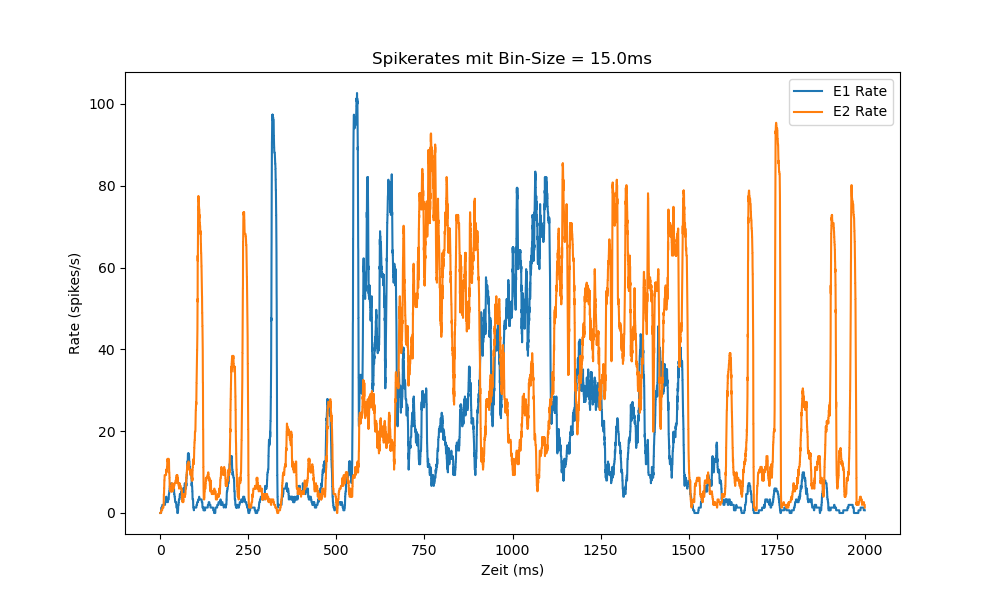 Spikerates mit Bin-Size = 15.0ms
E1 Rate
E2 Rate
100
80
60
40
20
0
Rate (spikes/s)
0 250 500 750 1000 1250 1500 1750 2000
Zeit (ms)